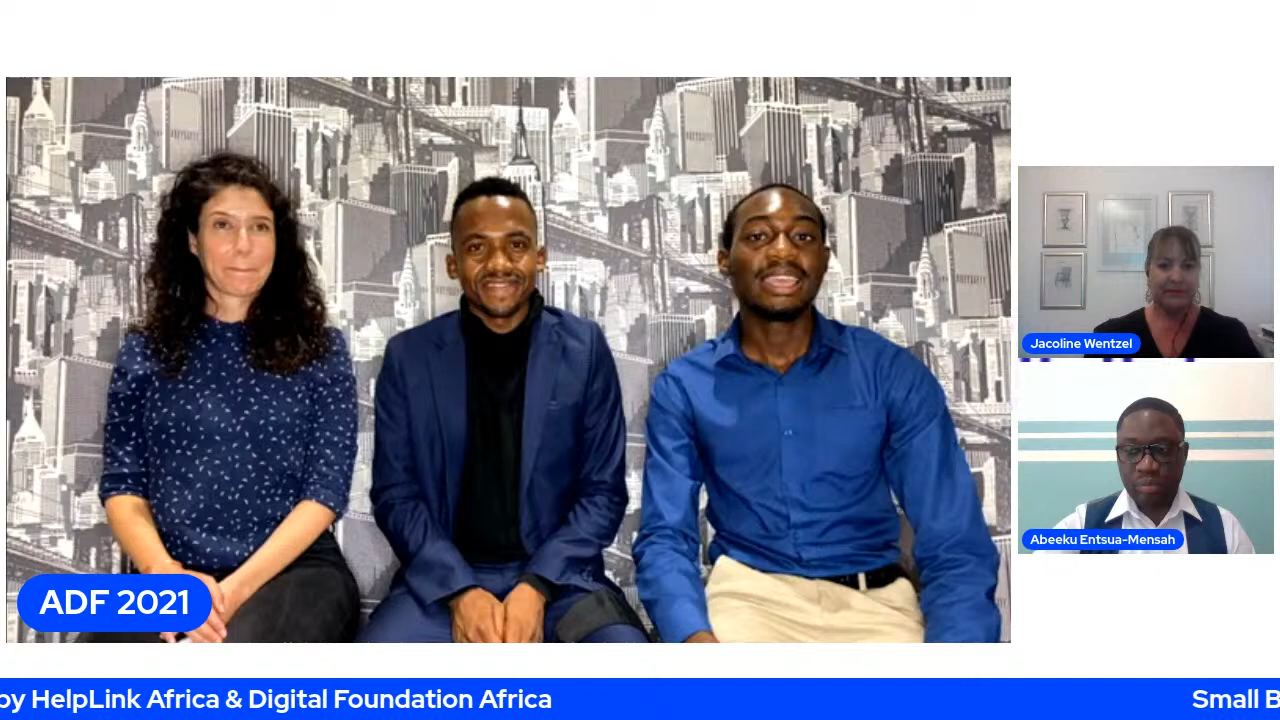 Jacoline Wentzel
Abeeku Entsua-Mensah
ADF 2021
by HelpLink Africa & Digital Foundation Africa
Small B